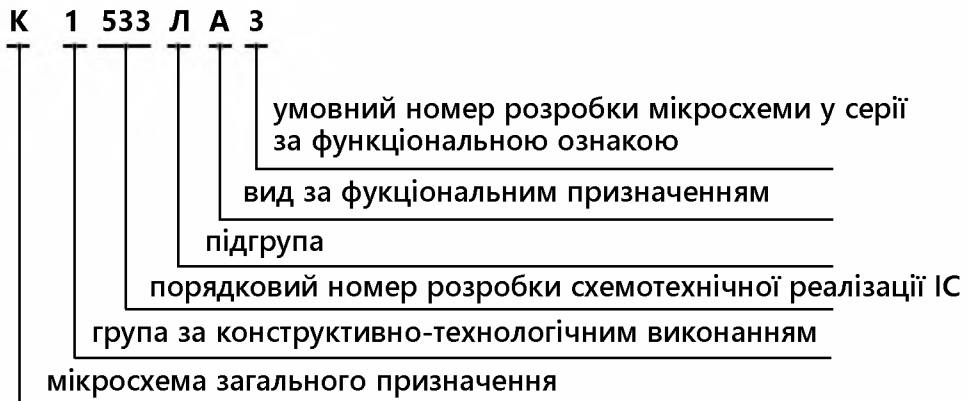 К 1 533 Л А 3
умовний номер розробки мікросхеми у серії
за функціональною ознакою
вид за фукціональним призначенням
підгрупа
порядковий номер розробки схемотехнічної реалізації ІС
група за конструктивно-технологічним виконанням
мікросхема загального призначення